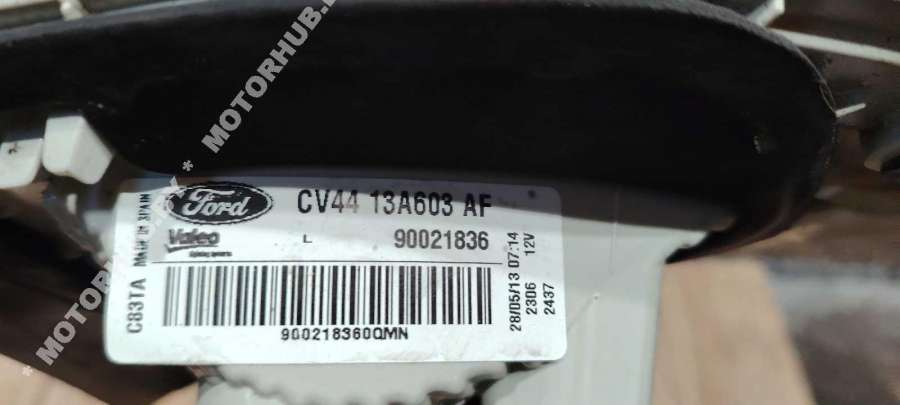 Ford
CV44 13A603 AF
Valeo
L
90021836
900218360QMN
C83TA
MADE IN SPAIN
28/05/13 07:14
2306 12V
2437
MOTORHUB
MOTORH